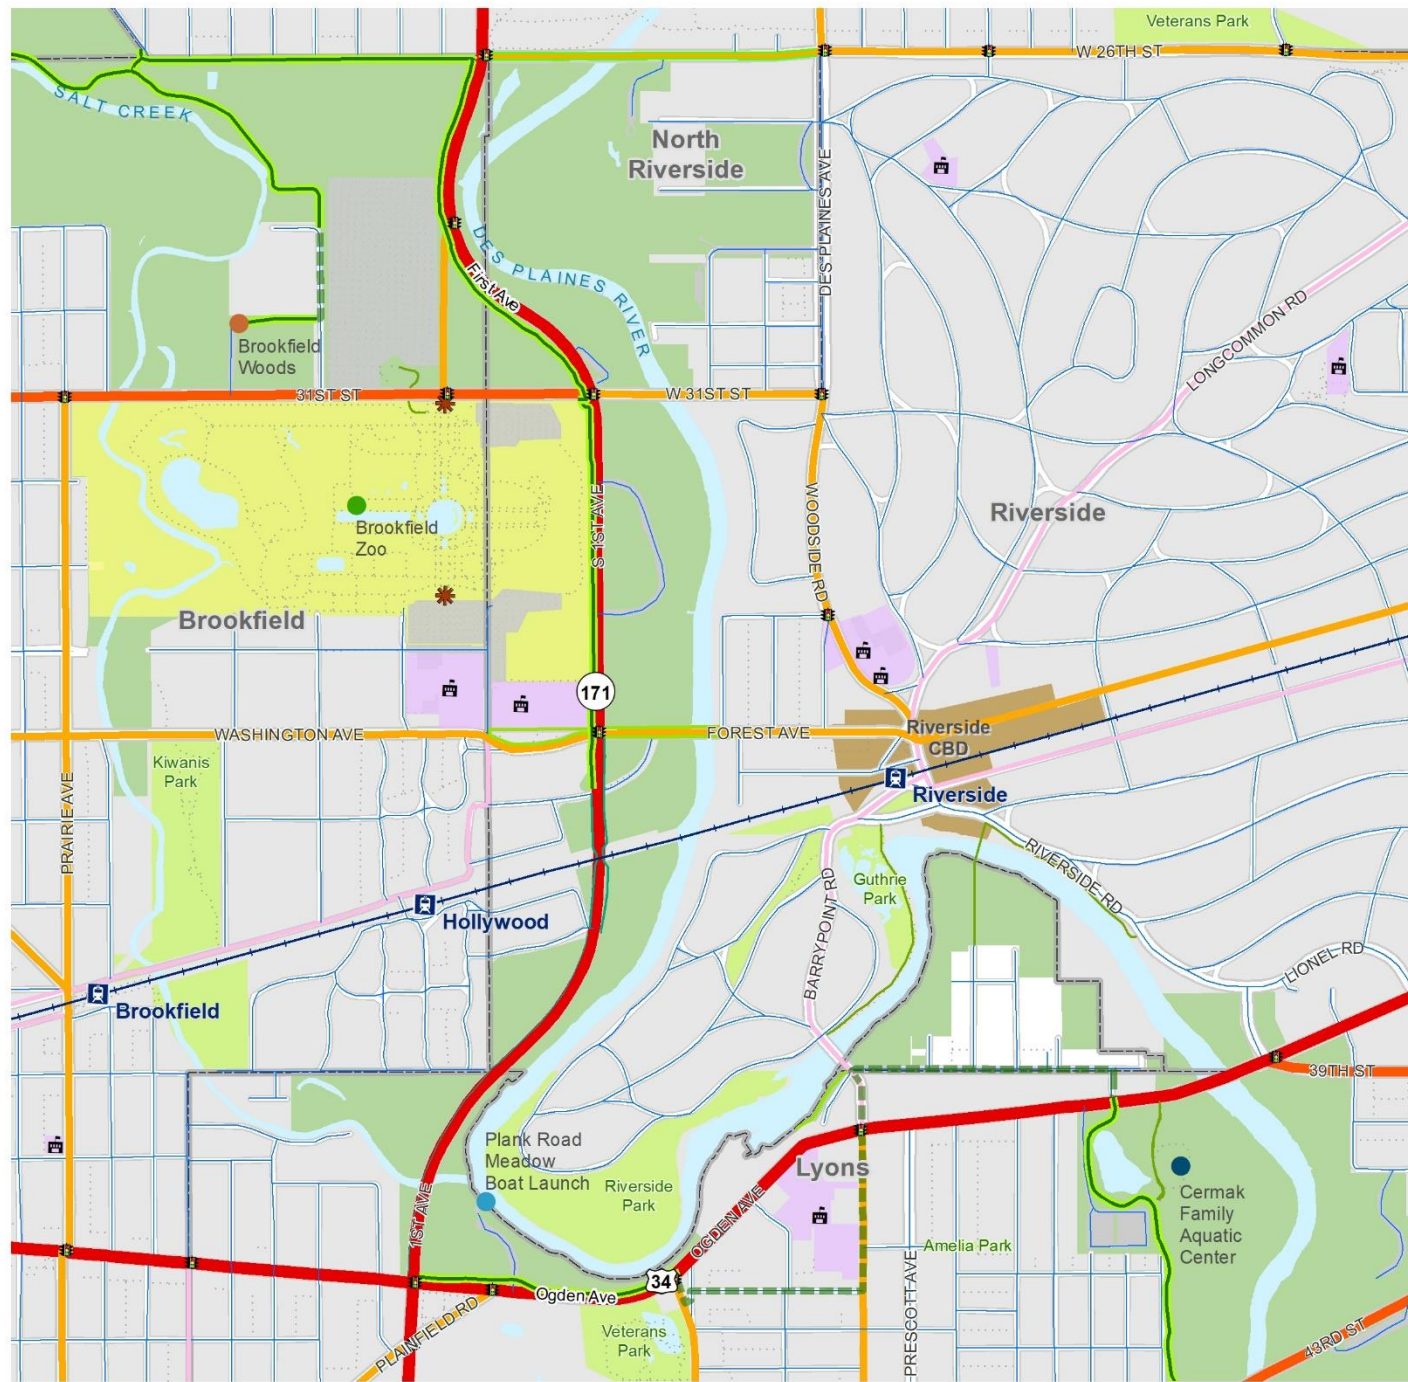 Veterans Park
W 26TH ST
SALT CREEK
North
Riverside
DES PLAINES AVE
DES PLAINES RIVER
First Ave
LONGCOMMON RD
Brookfield
Woods
31ST ST
W 31ST ST
Brookfield
Zoo
S 1ST AVE
WOODSIDE RD
Riverside
Brookfield
171
WASHINGTON AVE
FOREST AVE
Riverside
CBD
Kiwanis
Park
Riverside
PRAIRIE AVE
RIVERSIDE RD
Guthrie
Park
BARRYPOINT RD
Hollywood
LIONEL RD
Brookfield
39TH ST
Plank Road
Meadow
Boat Launch
Riverside
Park
Lyons
Cermak
Family
Aquatic
Center
1ST AVE
OGDEN AVE
Amelia Park
34
Ogden Ave
PLAINFIELD RD
Veterans
Park
PRESCOTT AVE
43RD ST